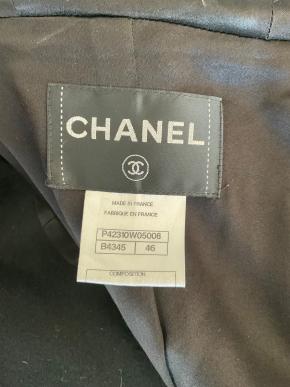 CHANEL
MADE IN FRANCE
FABRIQUE EN FRANCE
P42310W05006
B4345 46
COMPOSITION